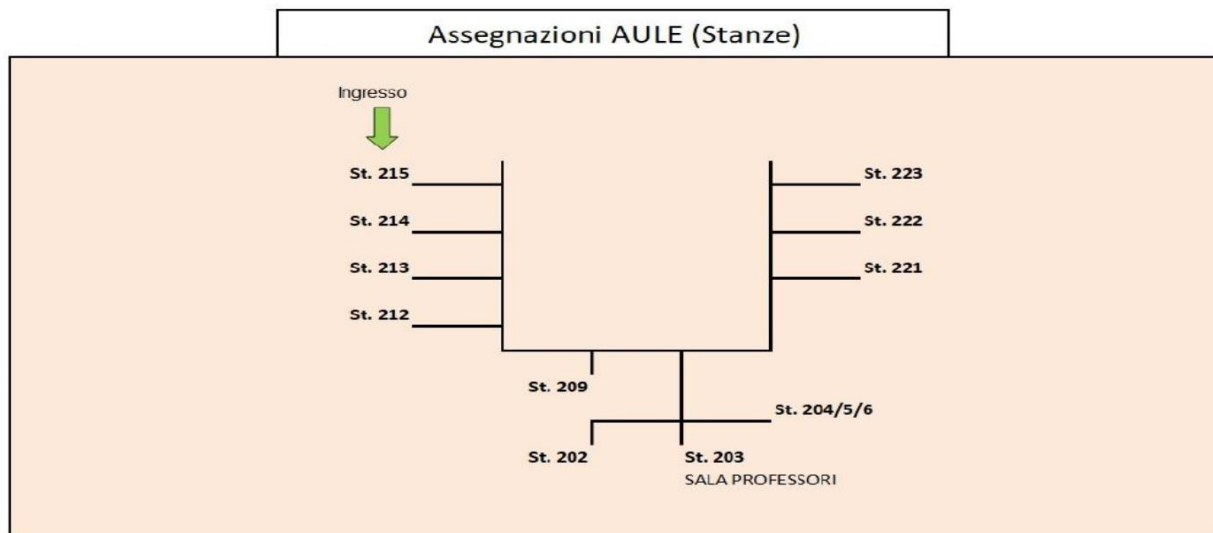 Assegnazioni AULE (Stanze)
Ingresso
St. 215
St. 223
St. 214
St. 222
St. 213
St. 221
St. 212
St. 209
St. 204/5/6
St. 202
St. 203
SALA PROFESSORI